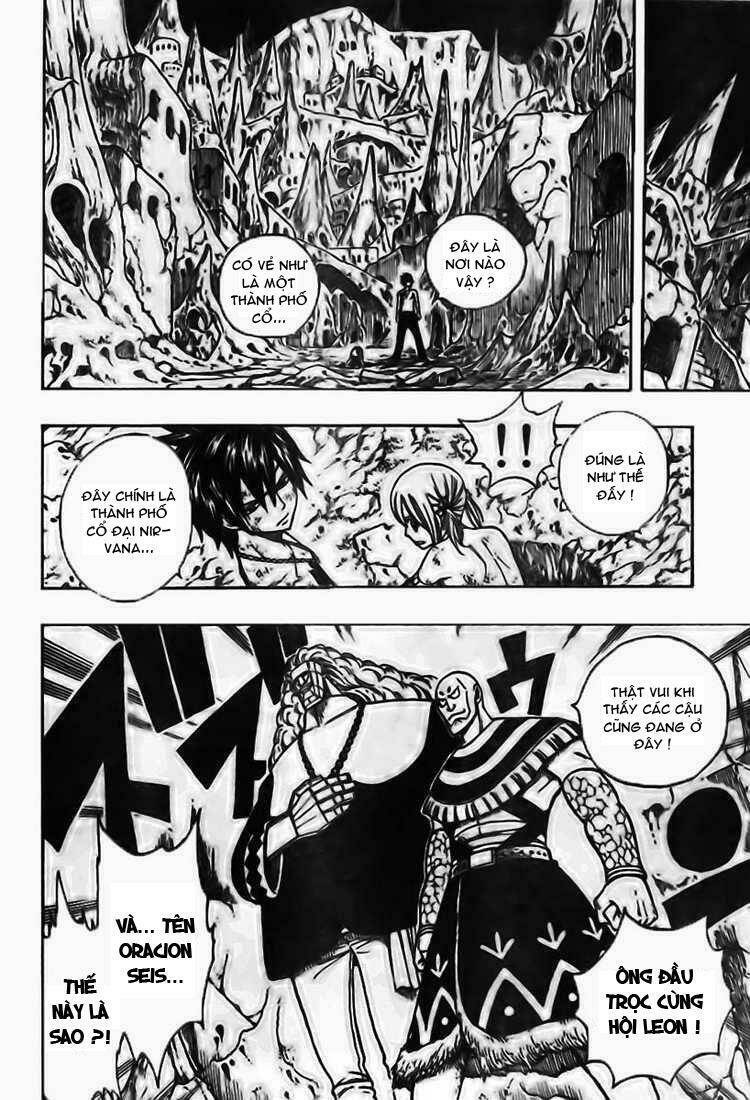 ĐÂY LÀ
NƠI NÀO
VẬY ?
CÓ VẺ NHƯ
LÀ MỘT
THÀNH PHỐ
CỔ...
!!
ĐÚNG LÀ
NHƯ THẾ
ĐẤY !
ĐÂY CHÍNH LÀ
THÀNH PHỐ
CỔ ĐẠI NIR-
VANA...
THẬT VUI KHI
THẤY CÁC CẬU
CŨNG ĐANG Ở
ĐÂY !
ÔNG ĐẦU
TRỌC CÙNG
HỘI LEON !
VÀ... TÊN
ORACION
SEIS...
THẾ
NÀY LÀ
SAO ?!